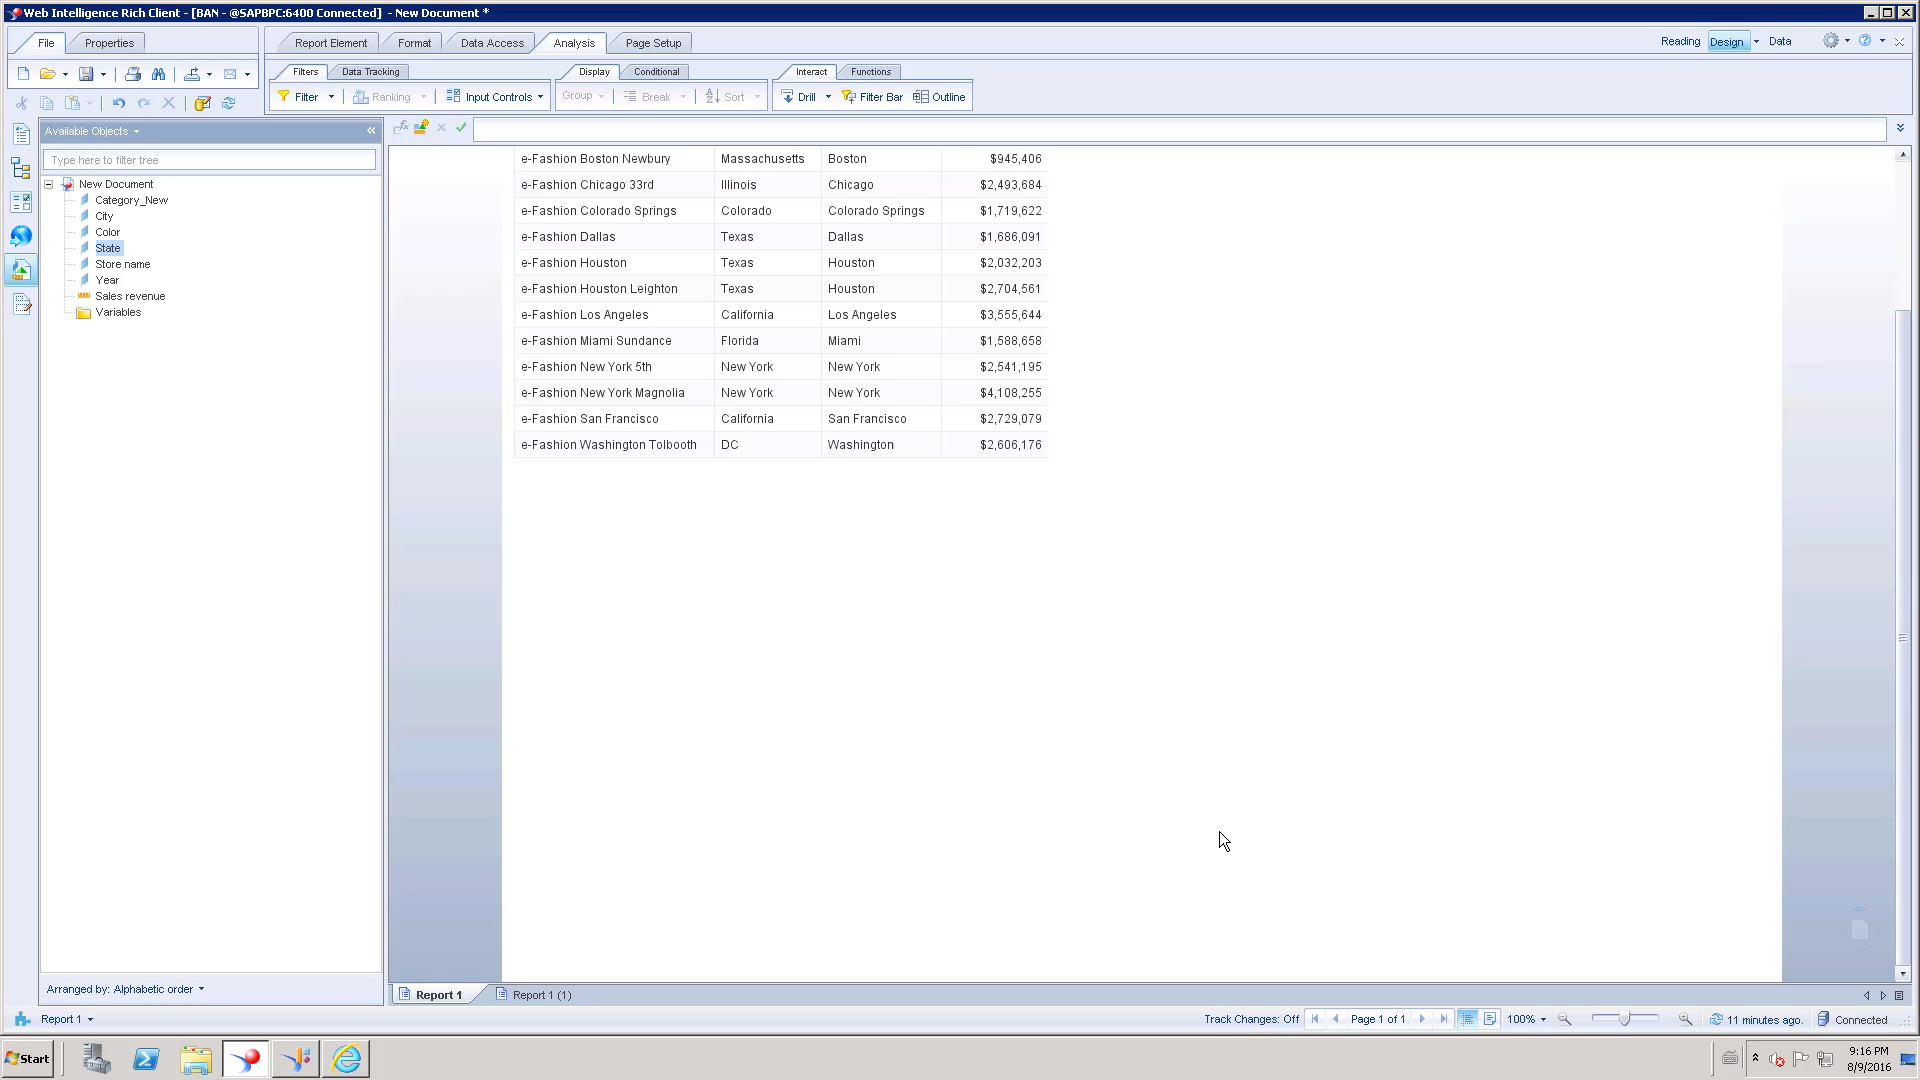 Web Intelligence Rich Client - [BAN - @SAPBPC:6400 Connected] - New Document *
File Properties Report Element Format Data Access Analysis Page Setup Reading Design Data
Filters Data Tracking Display Conditional Interact Functions
Filter Ranking Input Controls Group Break Sort Drill Filter Bar Outline
Available Objects
Type here to filter tree
New Document
Category_New
City
Color
State
Store name
Year
Sales revenue
Variables
e-Fashion Boston Newbury Massachusetts Boston $945,406
e-Fashion Chicago 33rd Illinois Chicago $2,493,684
e-Fashion Colorado Springs Colorado Colorado Springs $1,719,622
e-Fashion Dallas Texas Dallas $1,686,091
e-Fashion Houston Texas Houston $2,032,203
e-Fashion Houston Leighton Texas Houston $2,704,561
e-Fashion Los Angeles California Los Angeles $3,555,644
e-Fashion Miami Sundance Florida Miami $1,588,658
e-Fashion New York 5th New York New York $2,541,195
e-Fashion New York Magnolia New York New York $4,108,255
e-Fashion San Francisco California San Francisco $2,729,079
e-Fashion Washington Tolbooth DC Washington $2,606,176
Arranged by: Alphabetic order
Report 1 Report 1 (1)
Report 1 Track Changes: Off Page 1 of 1 100% 11 minutes ago. Connected
Start 9:16 PM
8/9/2016